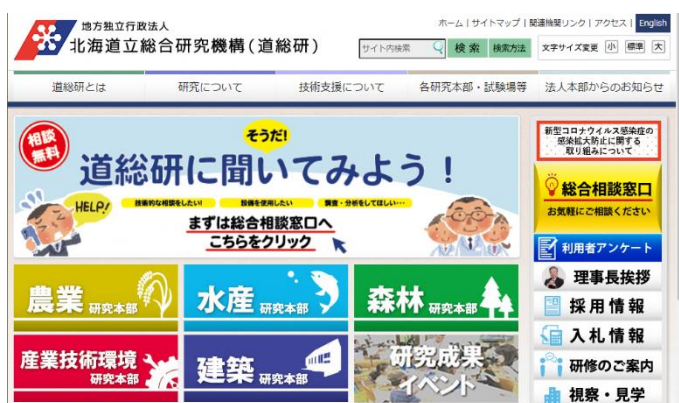 地方独立行政法人
北海道立総合研究機構(道総研)
ホーム | サイトマップ | 関連機関リンク | アクセス | English
サイト内検索 検索 検索方法 文字サイズ変更 小 標準 大
道総研とは 研究について 技術支援について 各研究本部・試験場等 法人本部からのお知らせ
相談無料
そうだ!
道総研に聞いてみよう!
HELP!
技術的な相談をしたい! 設備を使用したい 調査・分析をしてほしい…
まずは総合相談窓口へ
こちらをクリック
新型コロナウイルス感染症の
感染拡大防止に関する
取り組みについて
総合相談窓口
お気軽にご相談ください
利用者アンケート
理事長挨拶
採用情報
入札情報
研修のご案内
視察・見学
農業 研究本部
水産 研究本部
森林 研究本部
産業技術環境
研究本部
建築 研究本部
研究成果
イベント